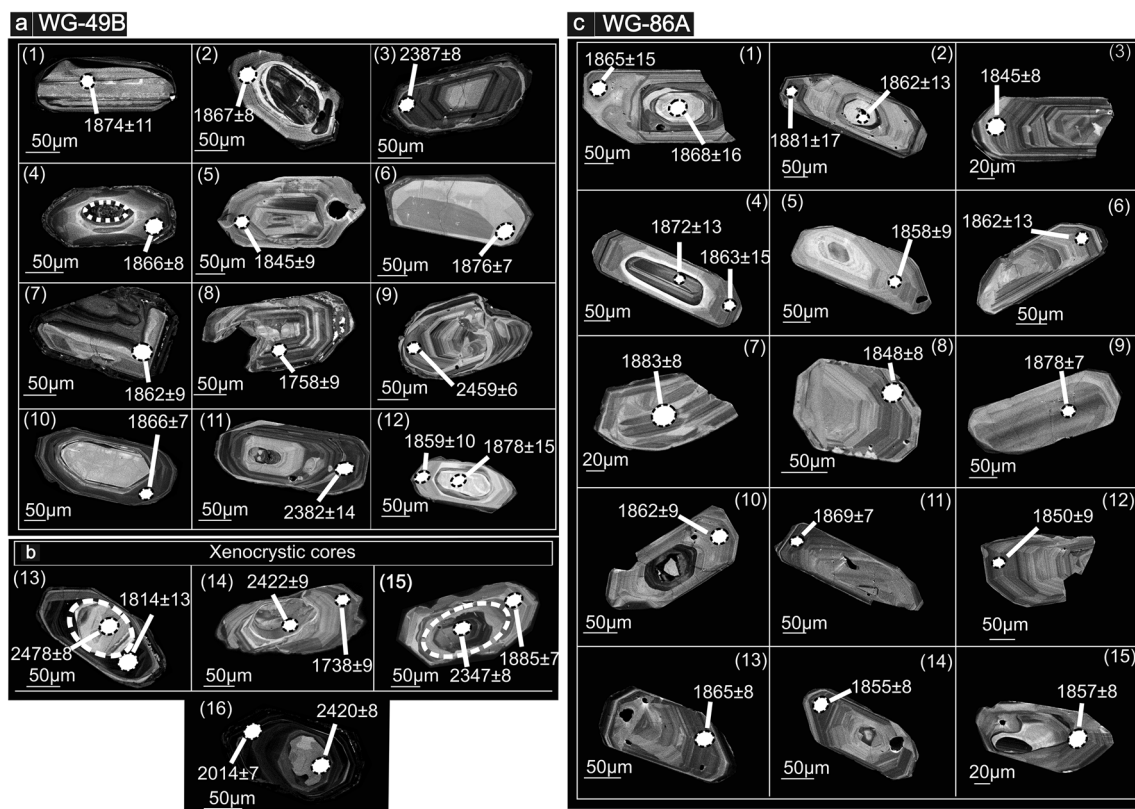 a WG-49B
(1)
1874±11
50µm
(2)
1867±8
50µm
(3) 2387±8
50µm
(4)
1866±8
50µm
(5)
1845±9
50µm
(6)
1876±7
50µm
(7)
1862±9
50µm
(8)
1758±9
50µm
(9)
2459±6
50µm
(10)
1866±7
50µm
(11)
2382±14
50µm
(12)
1859±10
1878±15
50µm
b Xenocrystic cores
(13)
1814±13
2478±8
50µm
(14) 2422±9
1738±9
50µm
(15)
1885±7
2347±8
50µm
(16)
2420±8
2014±7
50µm
c WG-86A
(1)
1865±15
1868±16
50µm
(2)
1862±13
1881±17
50µm
(3)
1845±8
20µm
(4)
1872±13
1863±15
50µm
(5)
1858±9
50µm
(6)
1862±13
50µm
(7)
1883±8
20µm
(8)
1848±8
50µm
(9)
1878±7
50µm
(10)
1862±9
50µm
(11)
1869±7
50µm
(12)
1850±9
50µm
(13)
1865±8
50µm
(14)
1855±8
50µm
(15)
1857±8
20µm